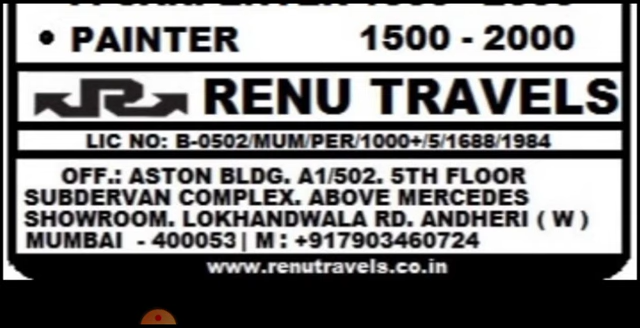 • PAINTER 1500 - 2000
RENU TRAVELS
LIC NO: B-0502/MUM/PER/1000+/5/1688/1984
OFF.: ASTON BLDG. A1/502. 5TH FLOOR
SUBDERVAN COMPLEX. ABOVE MERCEDES
SHOWROOM. LOKHANDWALA RD. ANDHERI ( W )
MUMBAI - 400053| M : +917903460724
www.renutravels.co.in